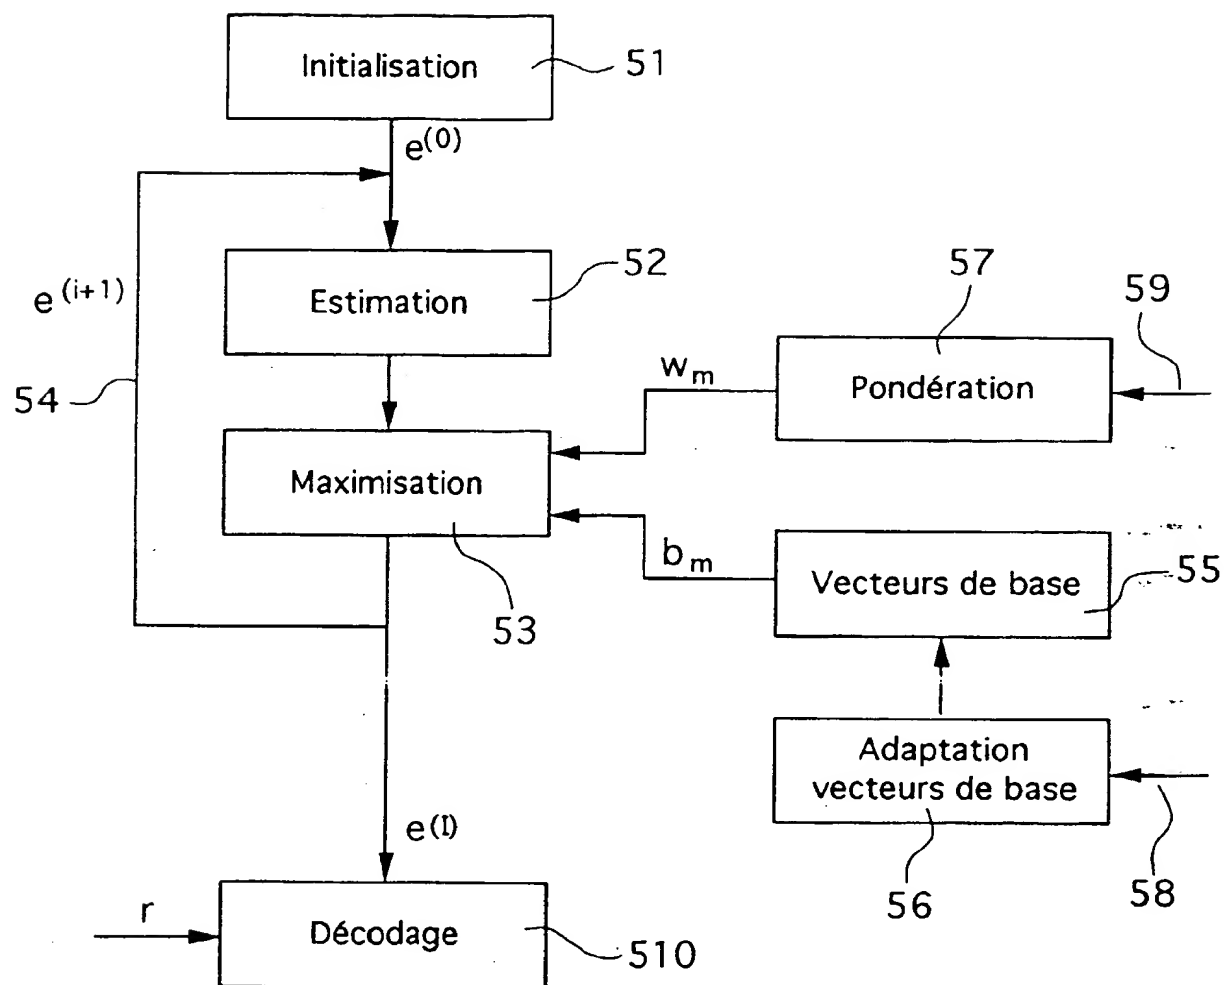 Initialisation
51
e(0)
Estimation
52
e(i+1)
54
57
59
wm
Pondération
Maximisation
53
bm
Vecteurs de base
55
Adaptation
vecteurs de base
56
58
e(I)
r
Décodage
510